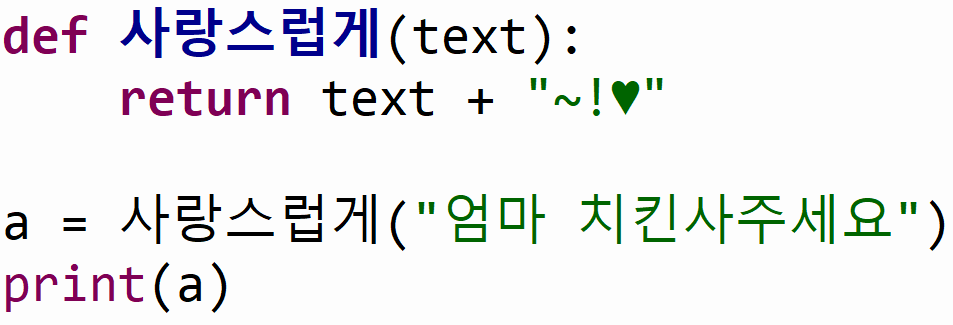 def 사랑스럽게(text):
    return text + "~!♥"
a = 사랑스럽게("엄마 치킨사주세요")
print(a)